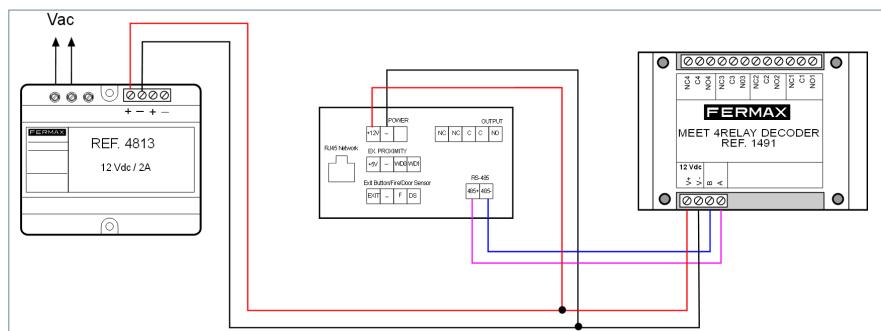 Vac
+ − + −
FERMAX
REF. 4813
12 Vdc / 2A
POWER
OUTPUT
+12V −
NC NC C C NO
RJ45 Network
EX. PROXIMITY
+5V − WD0 WD1
Exit Button/Fire/Door Sensor
EXIT − F DS
RS-485
485+ 485-
NC4 C4 NO4 NC3 C3 NO3 NC2 C2 NO2 NC1 C1 NO1
FERMAX
MEET 4RELAY DECODER
REF. 1491
12 Vdc
V+ V- B A